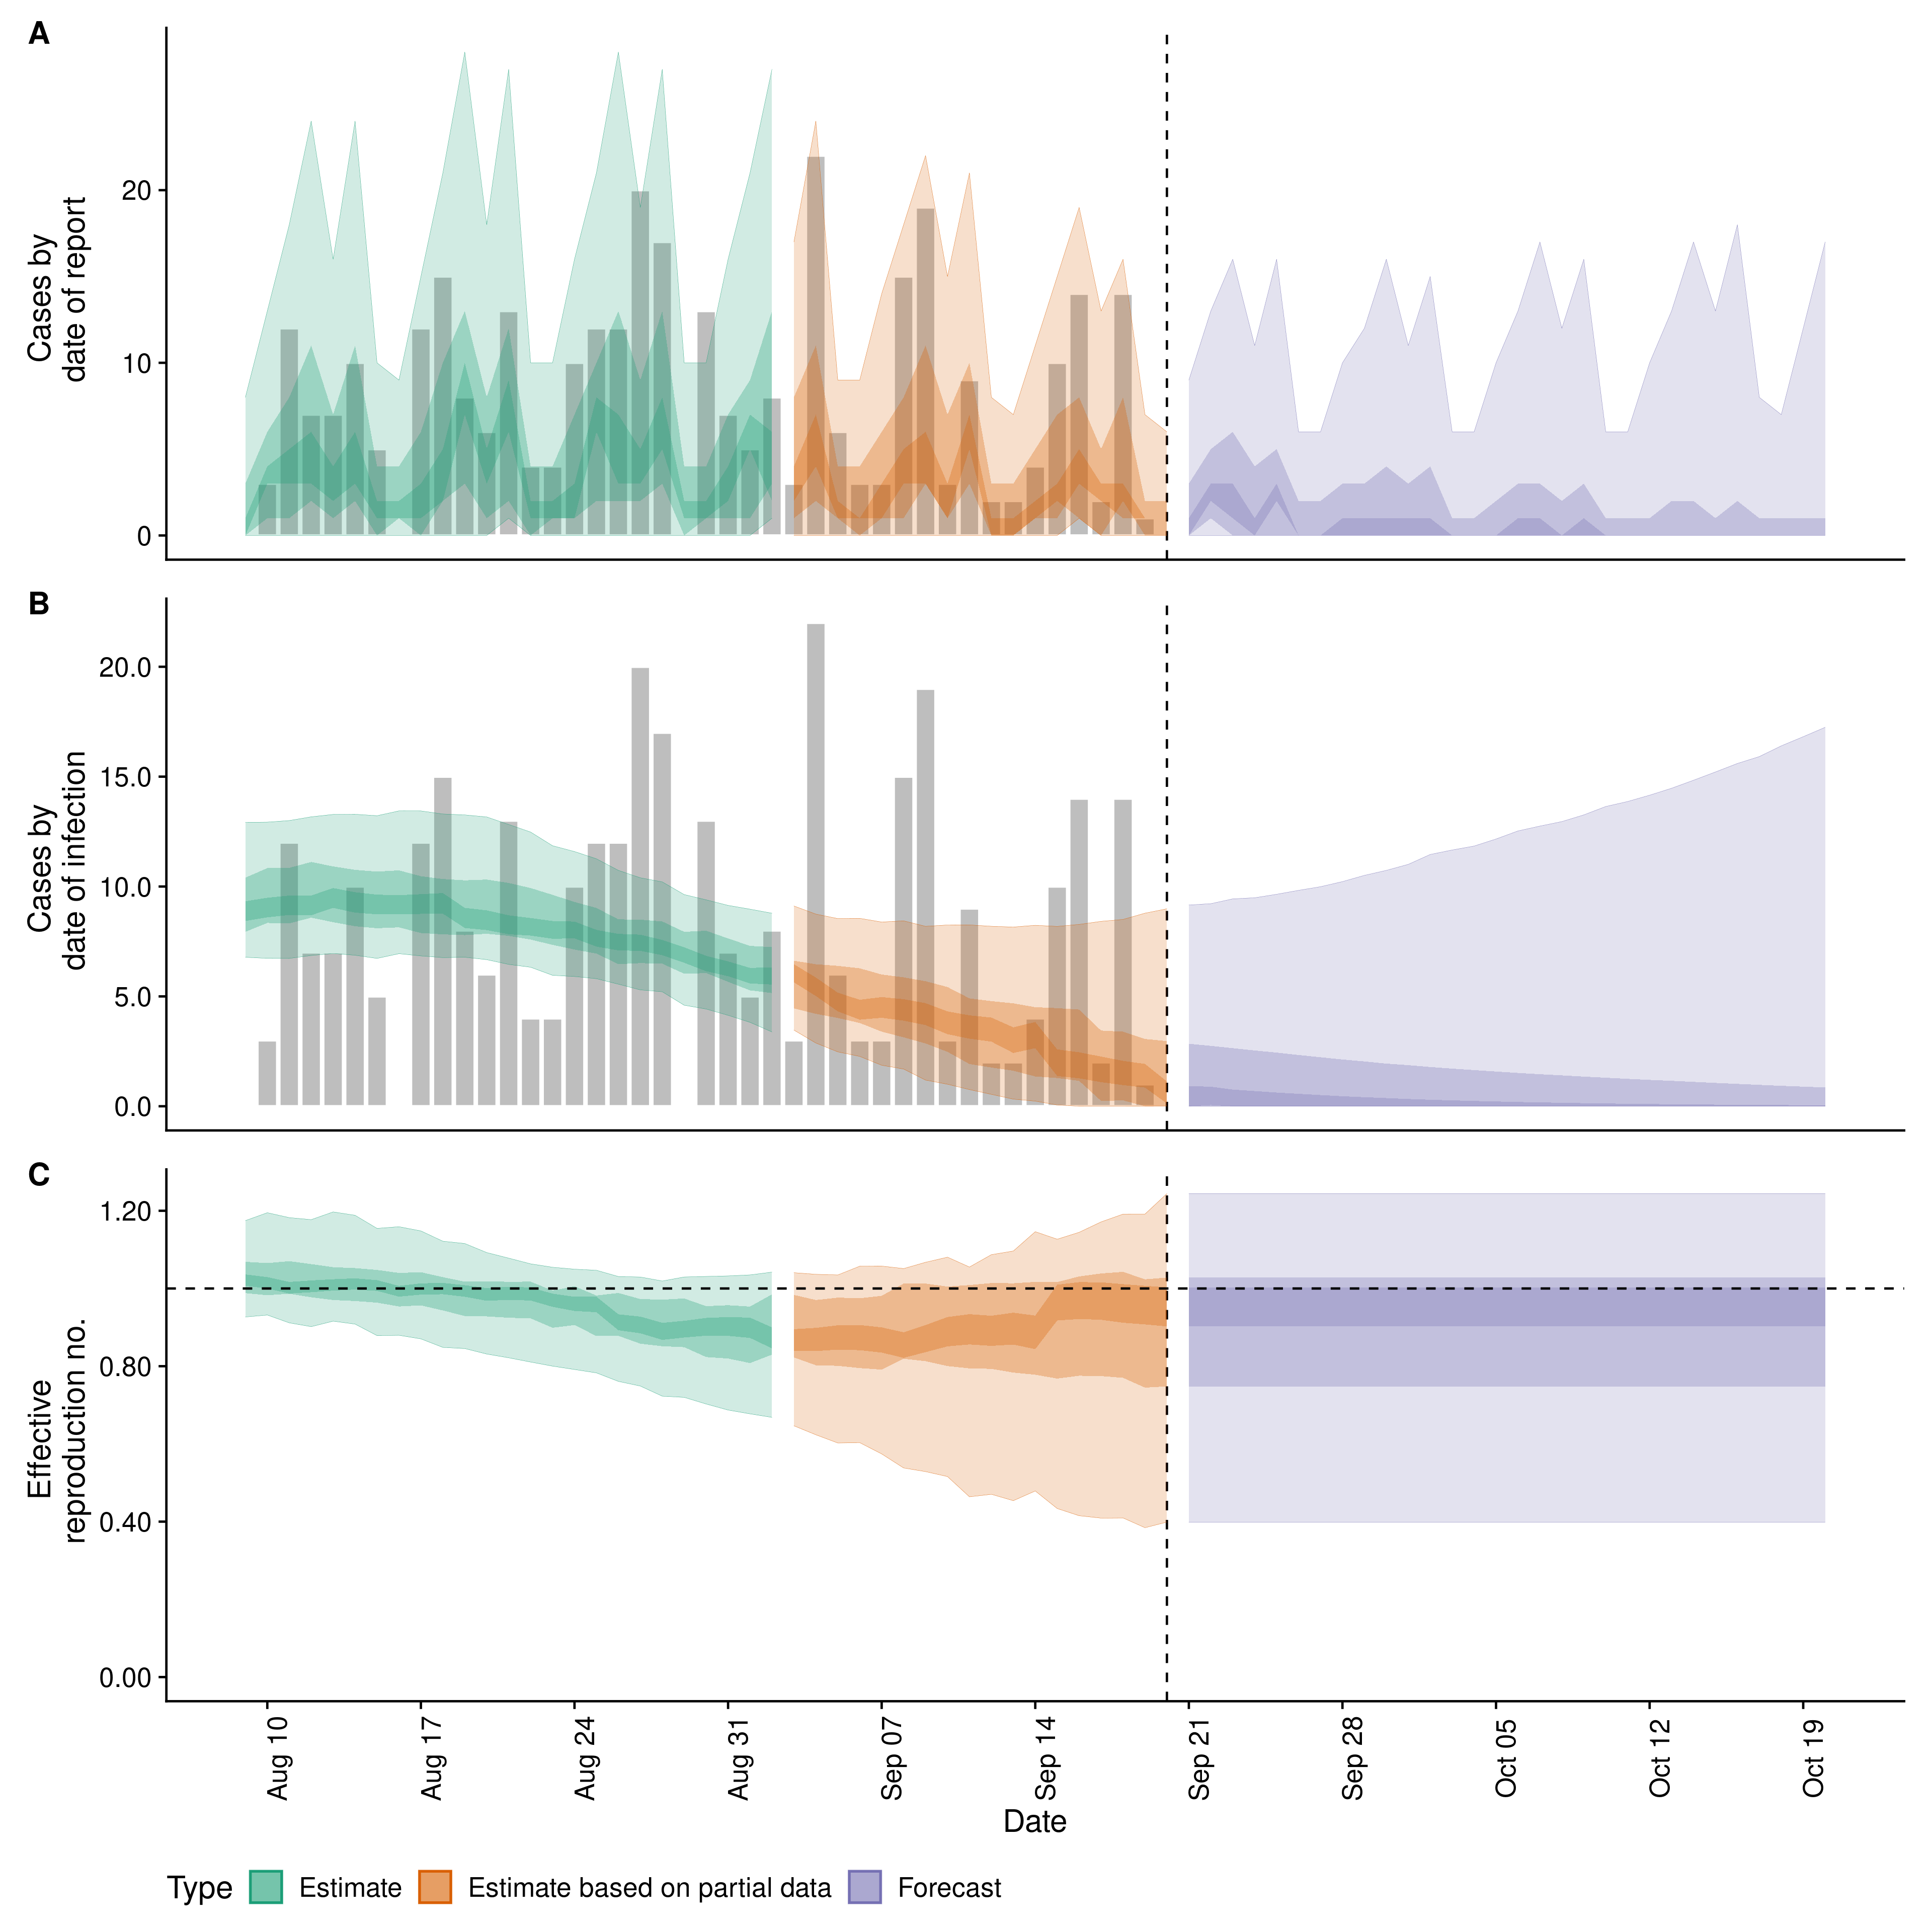 A
Cases by
date of report
20
10
0
B
Cases by
date of infection
20.0
15.0
10.0
5.0
0.0
C
Effective
reproduction no.
1.20
0.80
0.40
0.00
Aug 10
Aug 17
Aug 24
Aug 31
Sep 07
Sep 14
Sep 21
Sep 28
Oct 05
Oct 12
Oct 19
Date
Type Estimate Estimate based on partial data Forecast